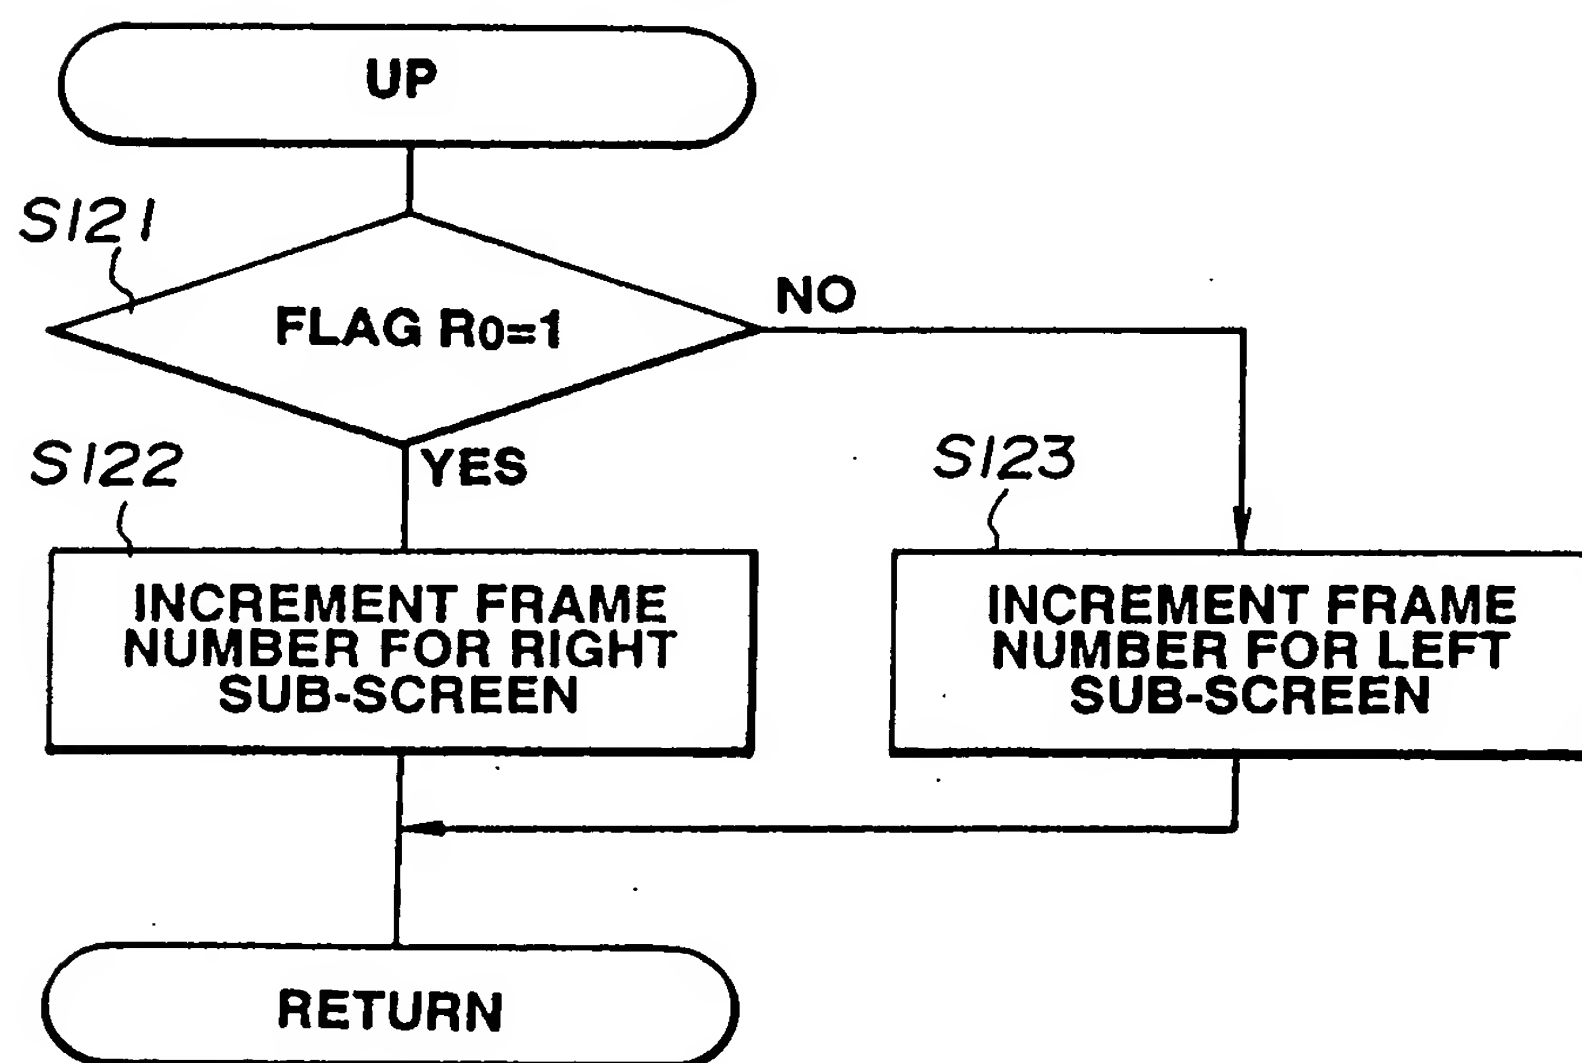 UP
S121
FLAG R0=1
NO
YES
S122
S123
INCREMENT FRAME
NUMBER FOR RIGHT
SUB-SCREEN
INCREMENT FRAME
NUMBER FOR LEFT
SUB-SCREEN
RETURN